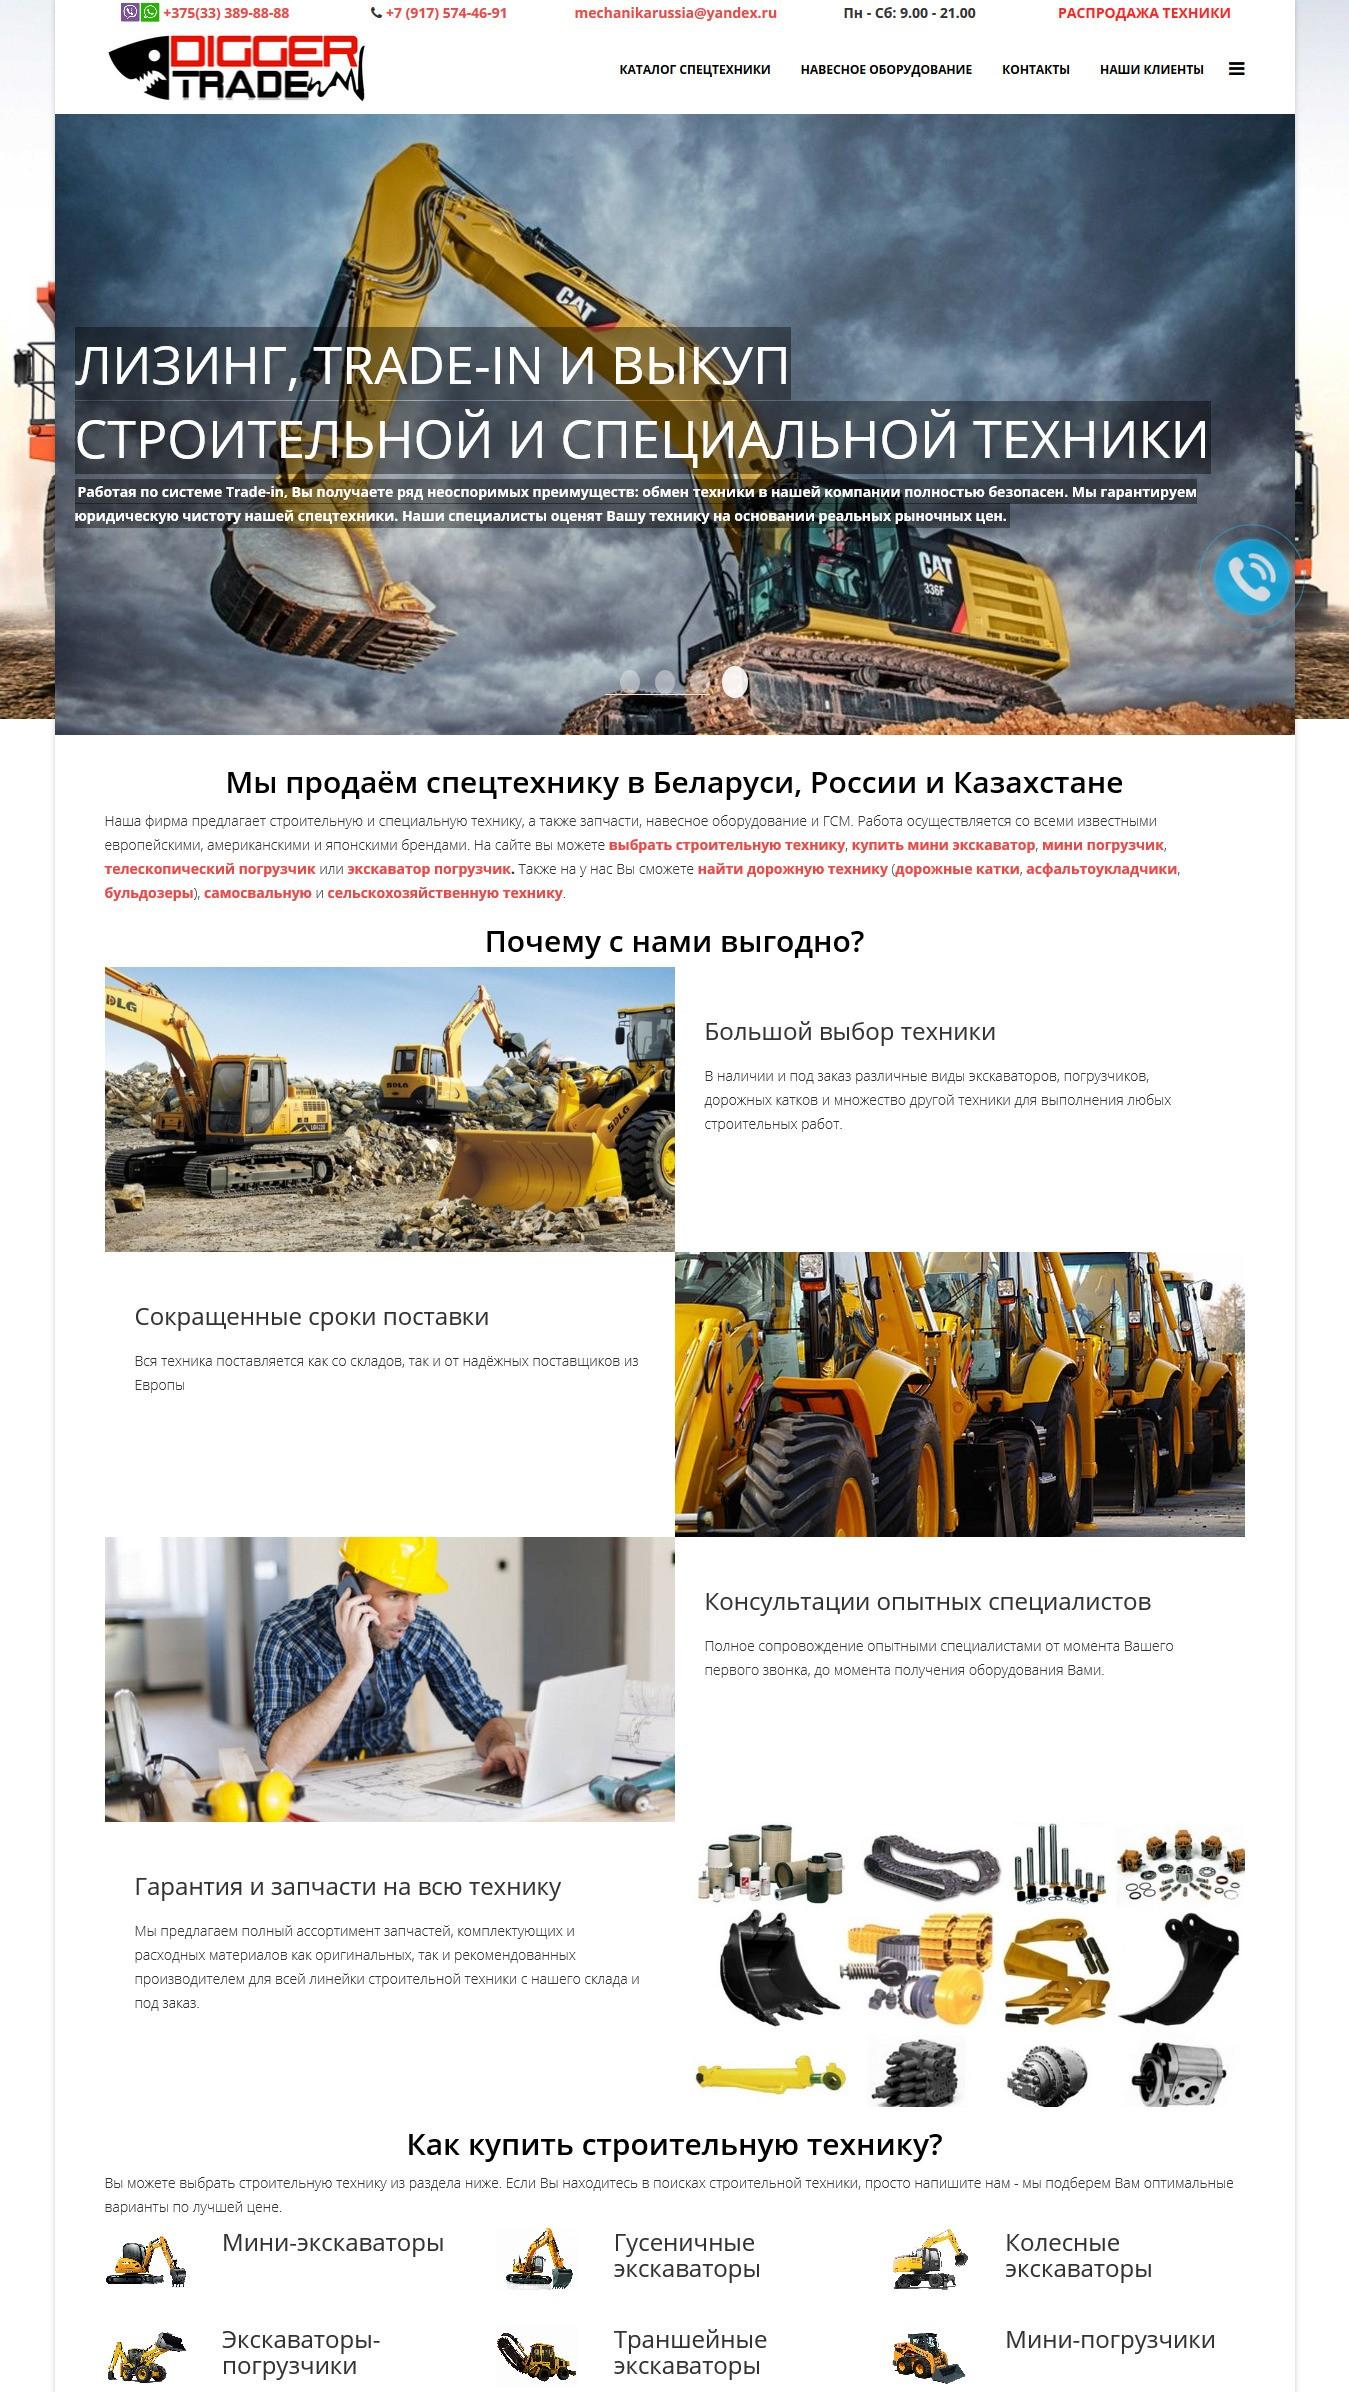 +375(33) 389-88-88
+7 (917) 574-46-91
mechanikarussia@yandex.ru
Пн - Сб: 9.00 - 21.00
РАСПРОДАЖА ТЕХНИКИ
DIGGER
TRADE
КАТАЛОГ СПЕЦТЕХНИКИ
НАВЕСНОЕ ОБОРУДОВАНИЕ
КОНТАКТЫ
НАШИ КЛИЕНТЫ
CAT
ЛИЗИНГ, TRADE-IN И ВЫКУП
СТРОИТЕЛЬНОЙ И СПЕЦИАЛЬНОЙ ТЕХНИКИ
Работая по системе Trade-in, Вы получаете ряд неоспоримых преимуществ: обмен техники в нашей компании полностью безопасен. Мы гарантируем
юридическую чистоту нашей спецтехники. Наши специалисты оценят Вашу технику на основании реальных рыночных цен.
CAT
336F
Мы продаём спецтехнику в Беларуси, России и Казахстане
Наша фирма предлагает строительную и специальную технику, а также запчасти, навесное оборудование и ГСМ. Работа осуществляется со всеми известными
европейскими, американскими и японскими брендами. На сайте вы можете выбрать строительную технику, купить мини экскаватор, мини погрузчик,
телескопический погрузчик или экскаватор погрузчик. Также на у нас Вы сможете найти дорожную технику (дорожные катки, асфальтоукладчики,
бульдозеры), самосвальную и сельскохозяйственную технику.
Почему с нами выгодно?
SDLG
SDLG
Большой выбор техники
В наличии и под заказ различные виды экскаваторов, погрузчиков,
дорожных катков и множество другой техники для выполнения любых
строительных работ.
Сокращенные сроки поставки
Вся техника поставляется как со складов, так и от надёжных поставщиков из
Европы
Консультации опытных специалистов
Полное сопровождение опытными специалистами от момента Вашего
первого звонка, до момента получения оборудования Вами.
Гарантия и запчасти на всю технику
Мы предлагаем полный ассортимент запчастей, комплектующих и
расходных материалов как оригинальных, так и рекомендованных
производителем для всей линейки строительной техники с нашего склада и
под заказ.
Как купить строительную технику?
Вы можете выбрать строительную технику из раздела ниже. Если Вы находитесь в поисках строительной техники, просто напишите нам - мы подберем Вам оптимальные
варианты по лучшей цене.
Мини-экскаваторы
Гусеничные
экскаваторы
Колесные
экскаваторы
Экскаваторы-
погрузчики
Траншейные
экскаваторы
Мини-погрузчики